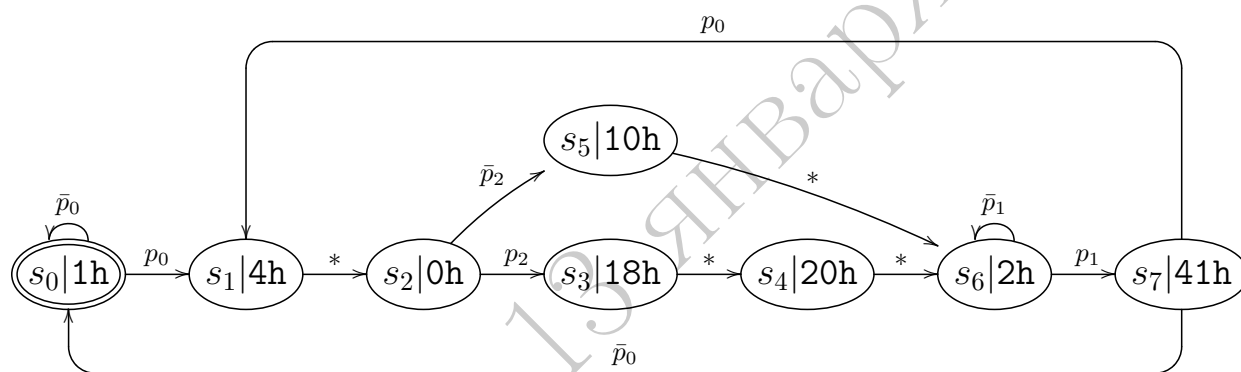 p₀
s₅|10h
p̄₂
*
p̄₀
p̄₁
s₀|1h
p₀
s₁|4h
*
s₂|0h
p₂
s₃|18h
*
s₄|20h
*
s₆|2h
p₁
s₇|41h
p̄₀
13 январ